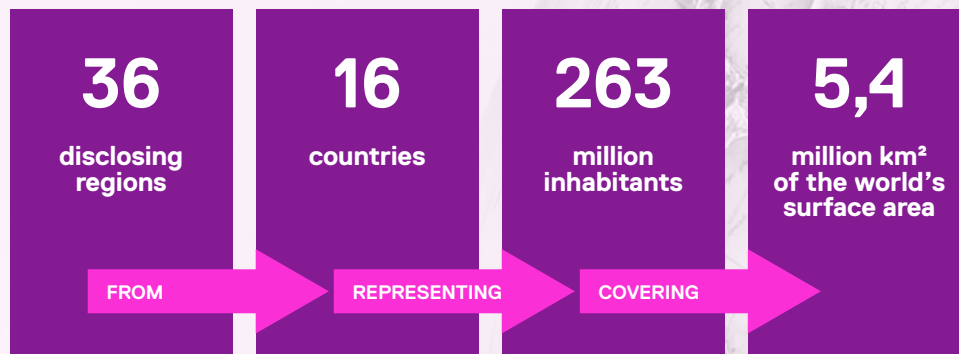 36
disclosing
regions
FROM
16
countries
REPRESENTING
263
million
inhabitants
COVERING
5,4
million km²
of the world’s
surface area